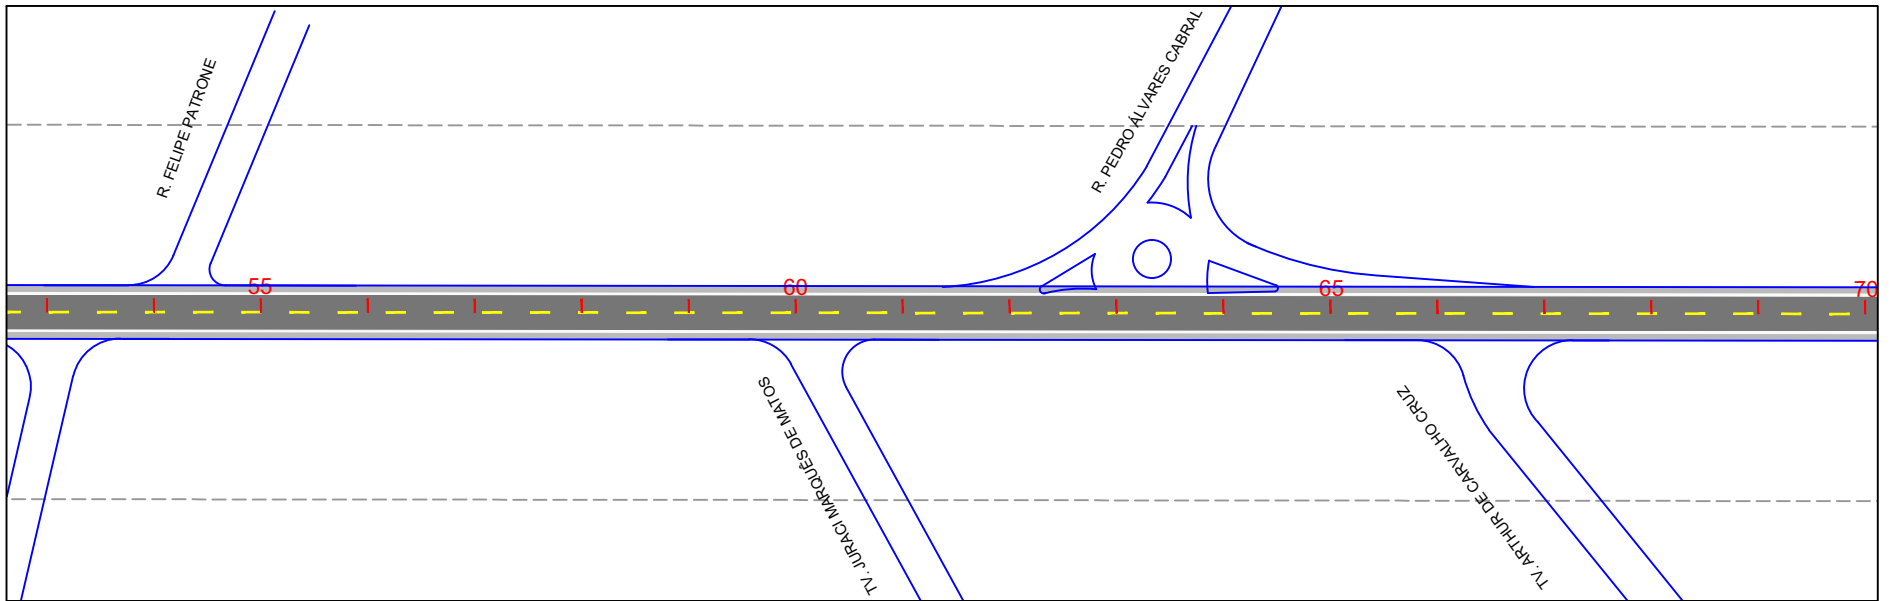 R. FELIPE PATRONE
R. PEDRO ÁLVARES CABRAL
55
60
65
70
TV. JURACI MARQUÊS DE MATOS
TV. ARTHUR DE CARVALHO CRUZ